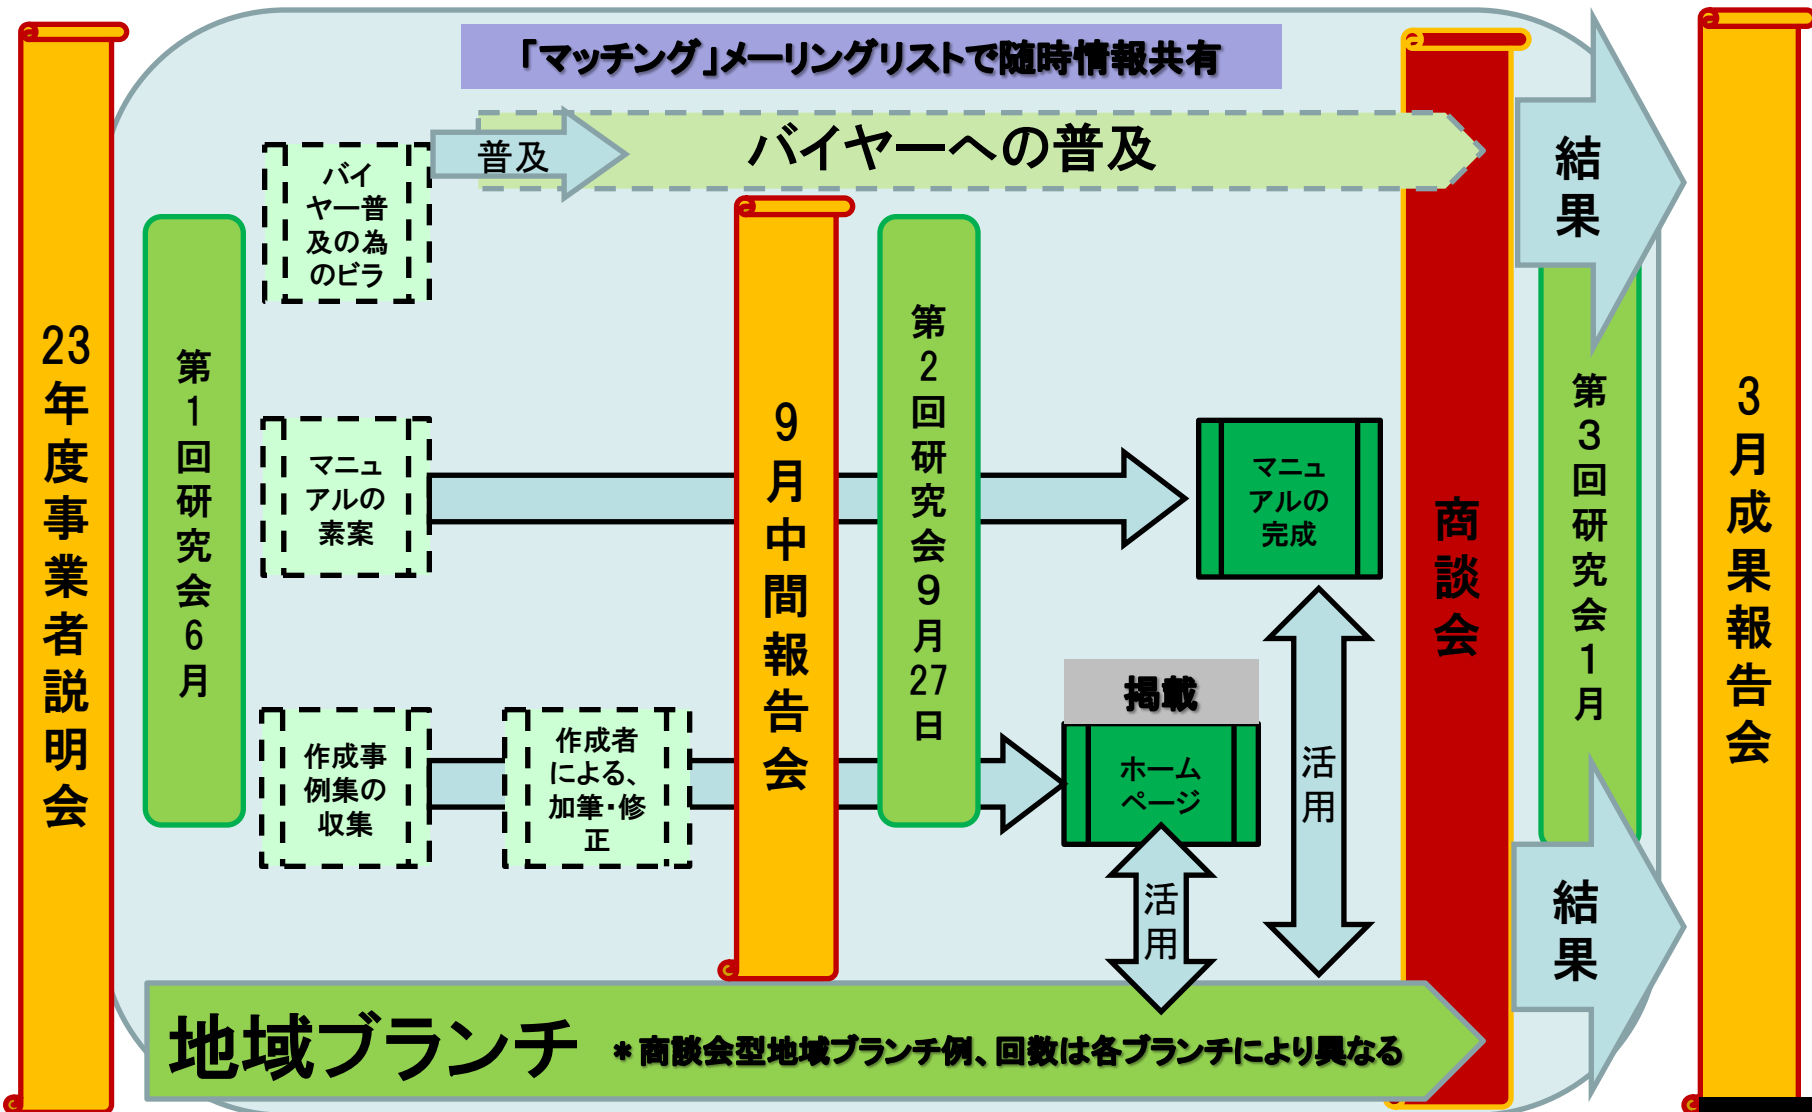 「マッチング」メーリングリストで随時情報共有
普及
バイヤーへの普及
バイ
ヤー普
及の為
のビラ
23年度事業者説明会
第1回研究会6月
マニュ
アルの
素案
作成事
例集の
収集
作成者
による、
加筆・修
正
9月中間報告会
第2回研究会9月27日
マニュ
アルの
完成
掲載
ホーム
ページ
活用
活用
商談会
結果
第3回研究会1月
結果
3月成果報告会
地域ブランチ
*商談会型地域ブランチ例、回数は各ブランチにより異なる